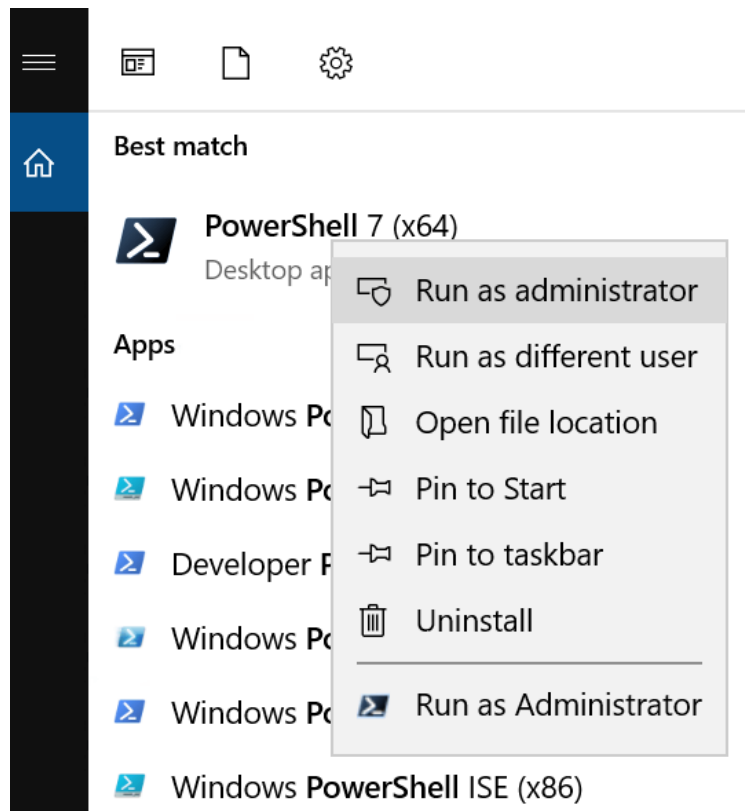 Best match
PowerShell 7 (x64)
Desktop ap
Run as administrator
Run as different user
Open file location
Pin to Start
Pin to taskbar
Uninstall
Run as Administrator
Apps
Windows Po
Windows Po
Developer P
Windows Po
Windows Po
Windows PowerShell ISE (x86)